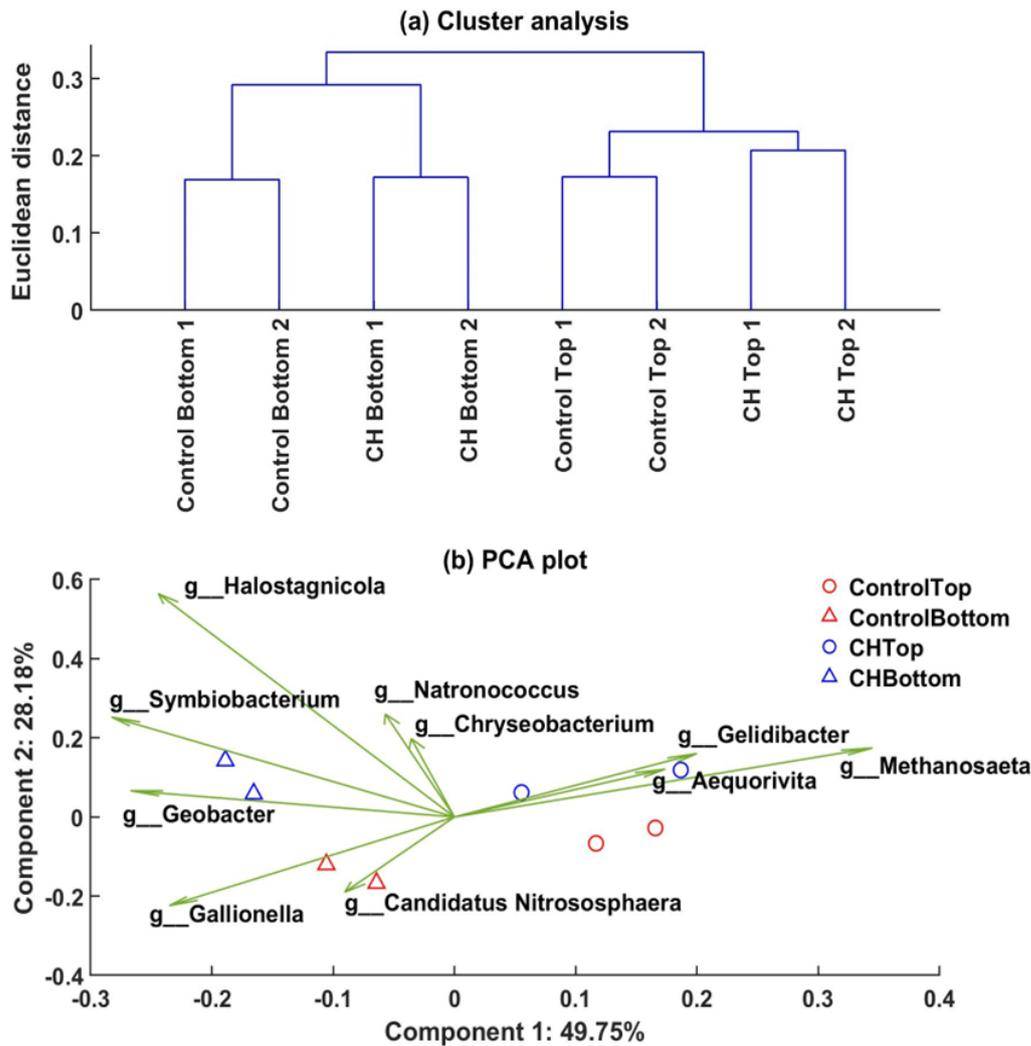 (a) Cluster analysis
Euclidean distance
0.3
0.2
0.1
0
Control Bottom 1
Control Bottom 2
CH Bottom 1
CH Bottom 2
Control Top 1
Control Top 2
CH Top 1
CH Top 2
(b) PCA plot
Component 2: 28.18%
0.6
0.4
0.2
0
-0.2
-0.4
g__Halostagnicola
g__Symbiobacterium
g__Natronococcus
g__Chryseobacterium
g__Gelidibacter
g__Methanosaeta
g__Aequorivita
g__Geobacter
g__Gallionella
g__Candidatus Nitrososphaera
ControlTop
ControlBottom
CHTop
CHBottom
-0.3 -0.2 -0.1 0 0.1 0.2 0.3 0.4
Component 1: 49.75%